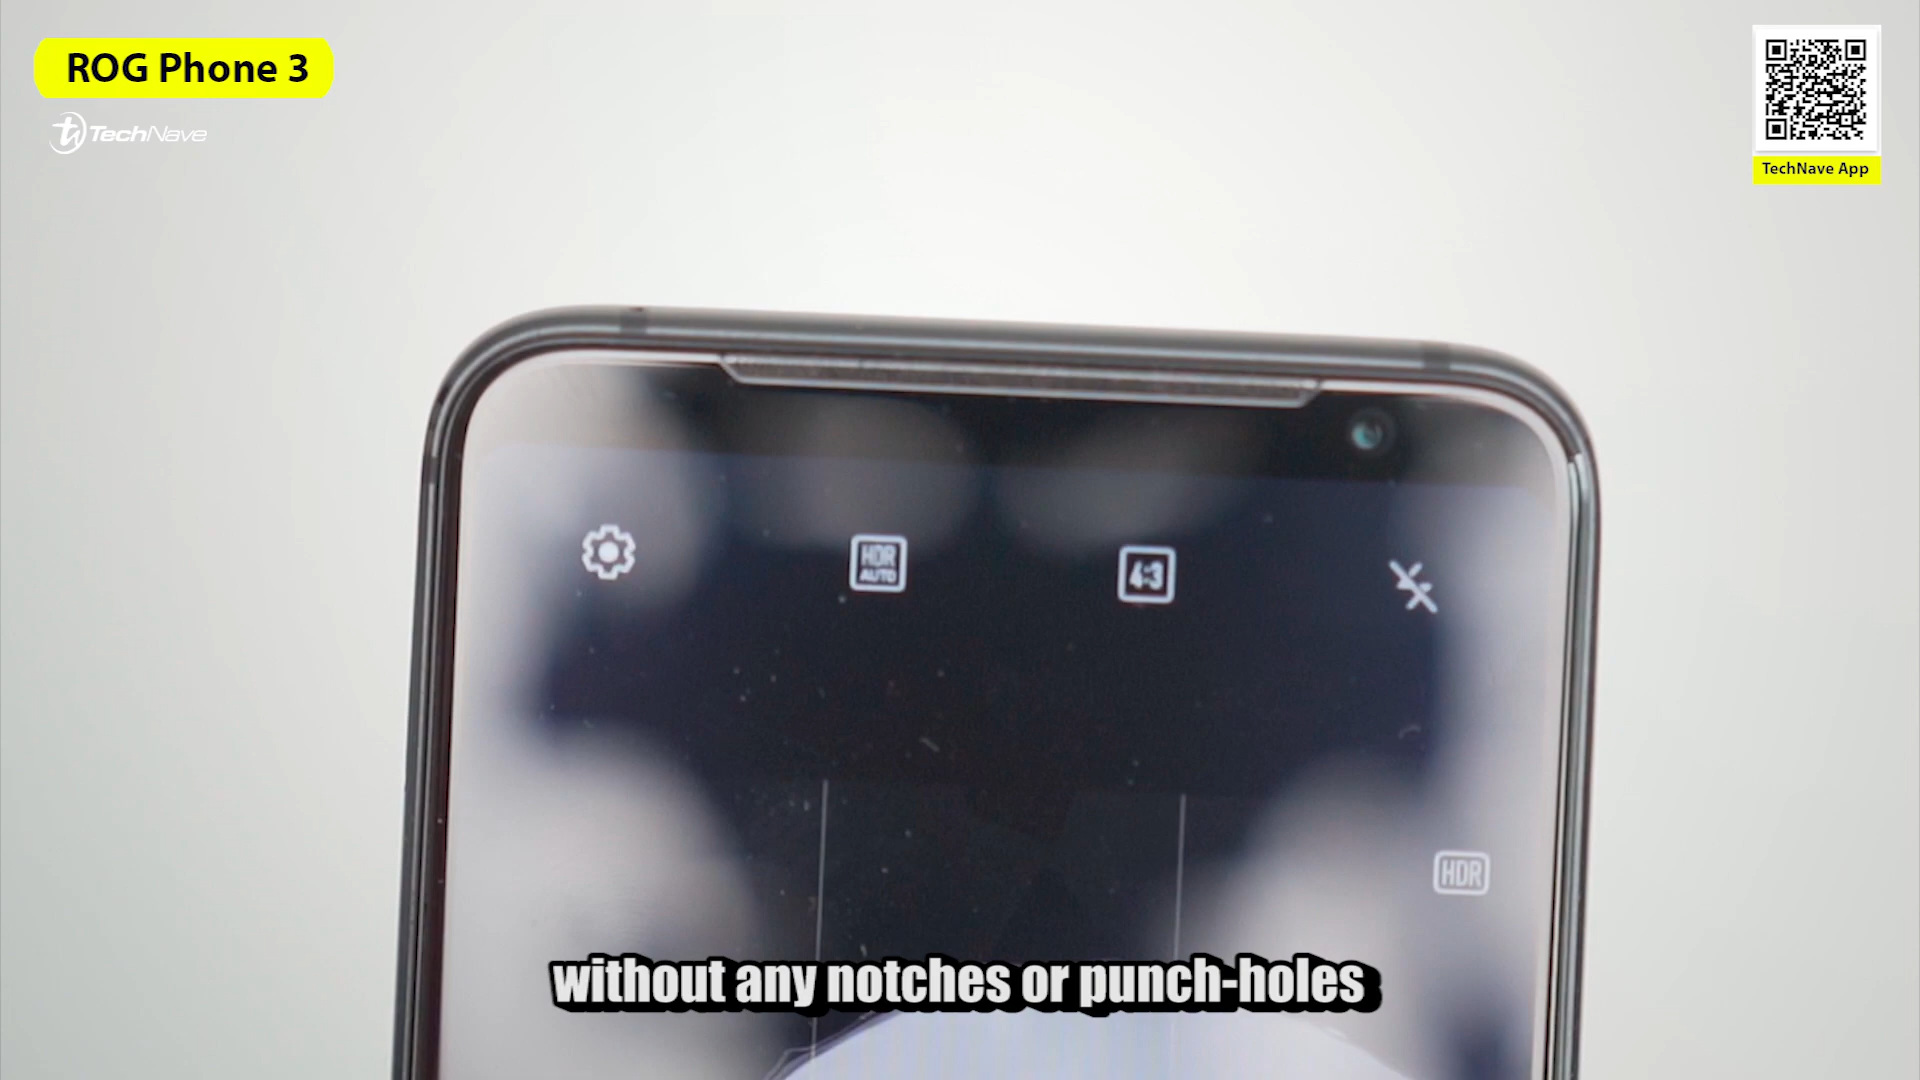 ROG Phone 3
TechNave
TechNave App
HDR
AUTO
4:3
HDR
without any notches or punch-holes